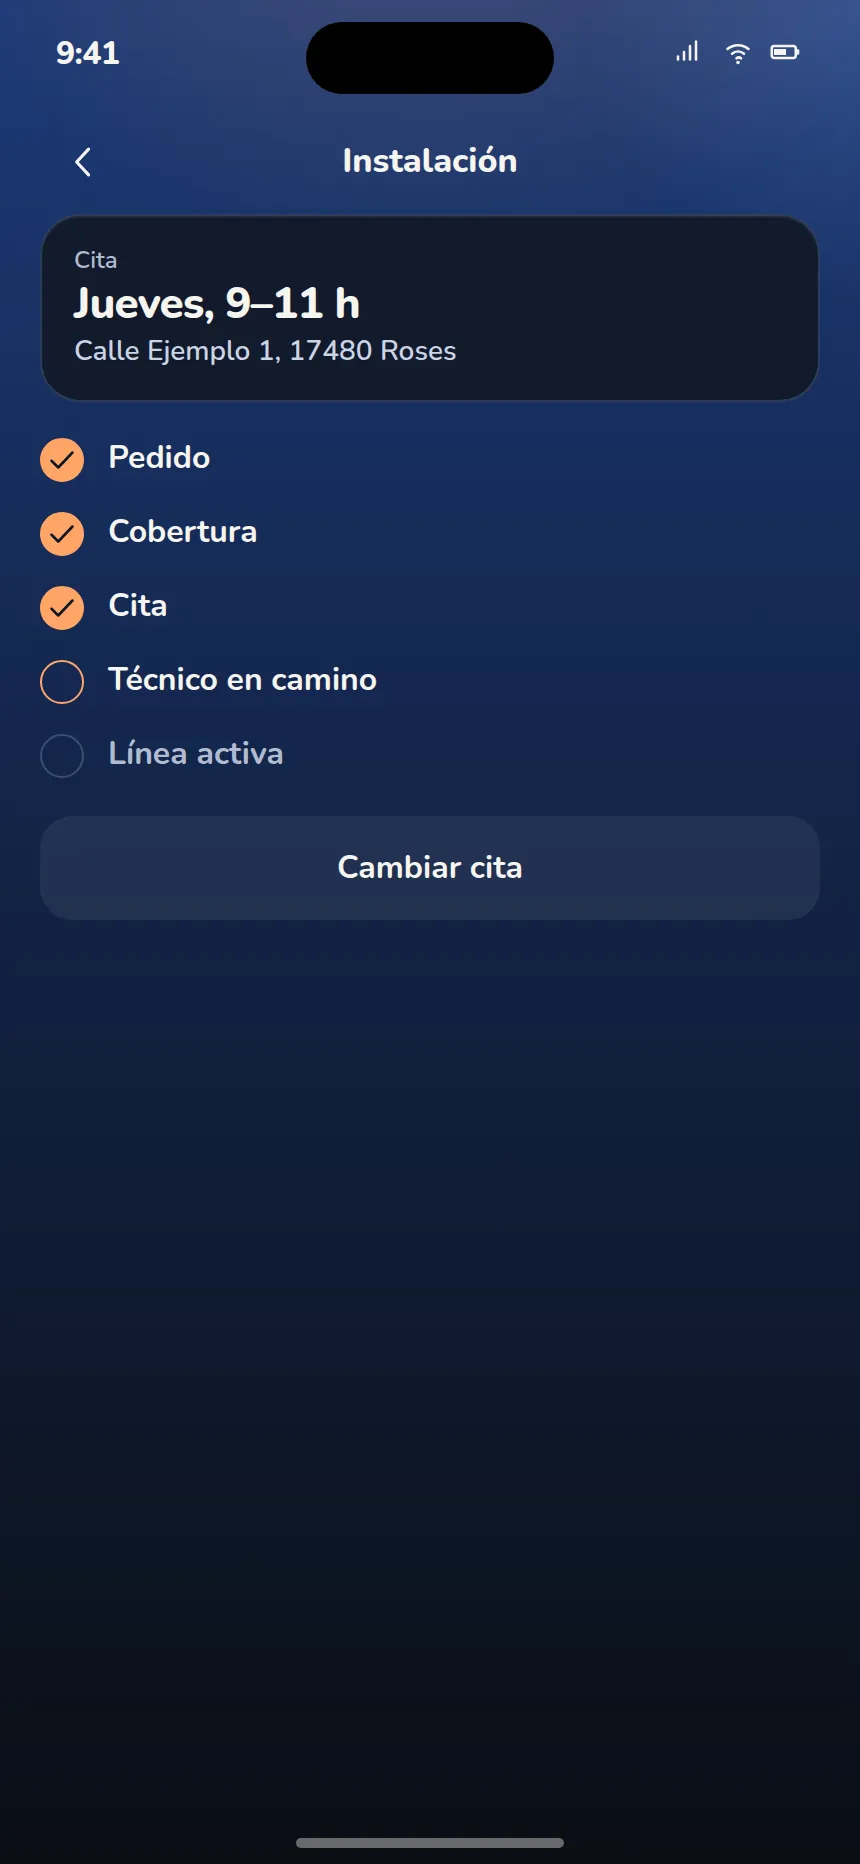 9:41
Instalación
Cita
Jueves, 9–11 h
Calle Ejemplo 1, 17480 Roses
Pedido
Cobertura
Cita
Técnico en camino
Línea activa
Cambiar cita